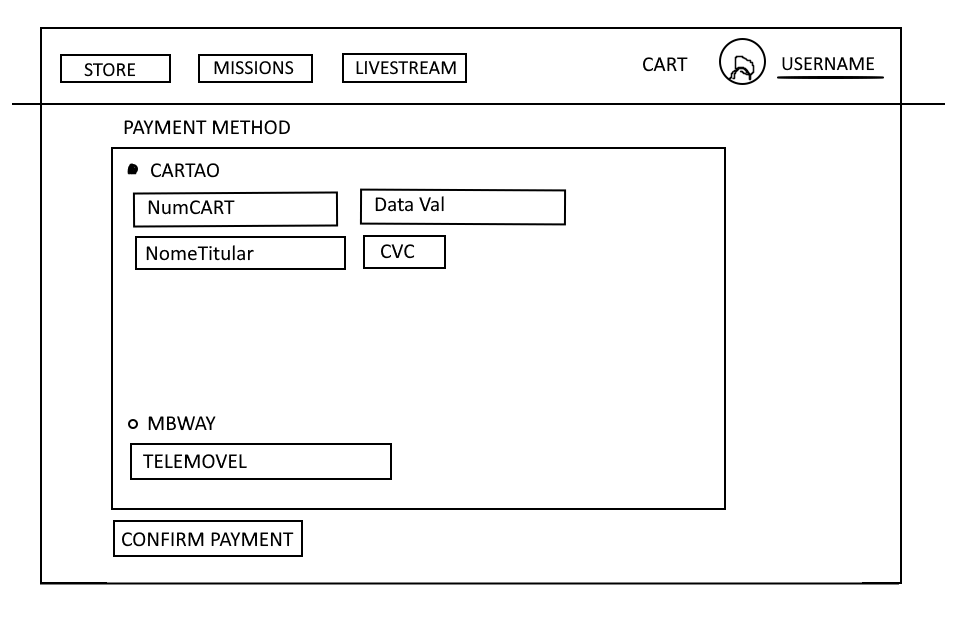 STORE MISSIONS LIVESTREAM CART USERNAME
PAYMENT METHOD
CARTAO
NumCART Data Val
NomeTitular CVC
MBWAY
TELEMOVEL
CONFIRM PAYMENT